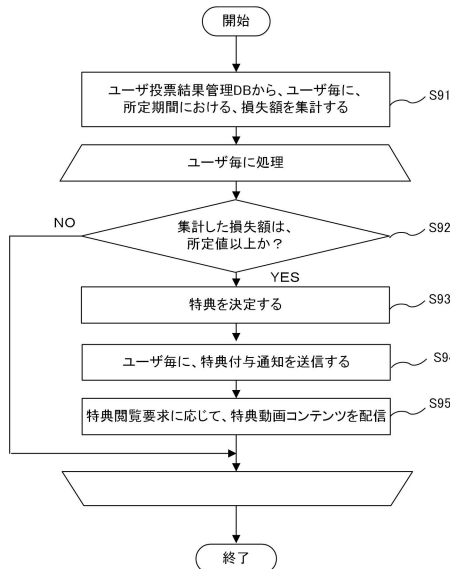 開始
ユーザ投票結果管理DBから、ユーザ毎に、
所定期間における、損失額を集計する
S91
ユーザ毎に処理
NO
集計した損失額は、
所定値以上か？
S92
YES
特典を決定する
S93
ユーザ毎に、特典付与通知を送信する
S94
特典閲覧要求に応じて、特典動画コンテンツを配信
S95
終了